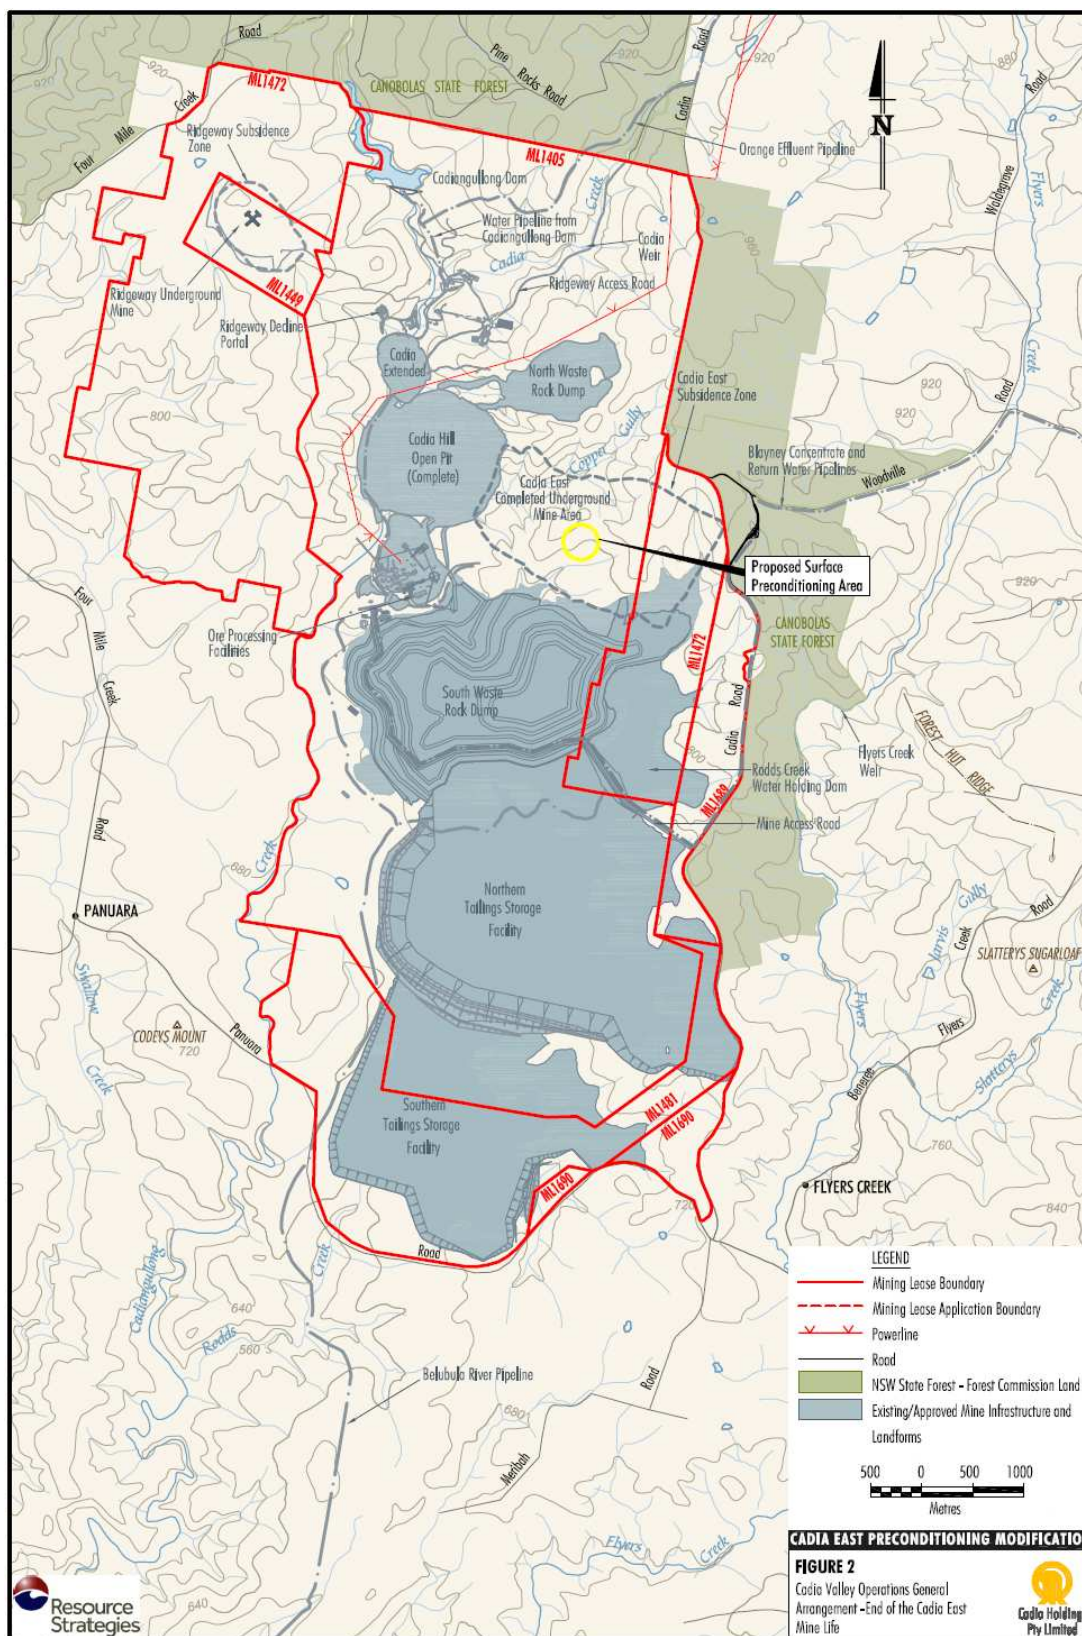 Road
920
920
Pine
Rocks Road
Road
920
880
Road
ML1472
CANOBOLAS STATE FOREST
Four Mile Creek
Cadia
Ridgeway Subsidence
Zone
N
ML1405
Orange Effluent Pipeline
Waldegrave
Flyers
Cadiangullong Dam
Creek
Water Pipeline from
Cadiangullong Dam
Cadia
Weir
Cadia
960
Ridgeway Access Road
ML1449
Ridgeway Underground
Mine
Ridgeway Decline
Portal
Creek
Cadia
Extended
North Waste
Rock Dump
Cadia East
Subsidence Zone
920
Road
800
920
Cadia Hill
Open Pit
(Complete)
Copper Gully
Blayney Concentrate and
Return Water Pipelines
Woodville
Cadia East
Completed Underground
Mine Area
Proposed Surface
Preconditioning Area
920
Four
Mile
Creek
Ore Processing
Facilities
CANOBOLAS
STATE FOREST
ML1472
South Waste
Rock Dump
Road
Cadia
800
FOREST HUT RIDGE
Flyers Creek
Weir
Rodds Creek
Water Holding Dam
ML1689
Mine Access Road
Road
680
Creek
Northern
Tailings Storage
Facility
PANUARA
Gully
Jarvis
Creek
Road
SLATTERYS SUGARLOAF
Swallow
Creek
CODEYS MOUNT
720
Panuara
Flyers
Flyers
Creek
Slatterys
Beneree
Southern
Tailings Storage
Facility
ML1481
ML1690
760
ML1690
FLYERS CREEK
720
840
Road
Creek
Cadiangullong
Rodds
640
560
Belubula River Pipeline
Road
680
Meribah
Flyers
Creek
640
640
LEGEND
Mining Lease Boundary
Mining Lease Application Boundary
Powerline
Road
NSW State Forest - Forest Commission Land
Existing/Approved Mine Infrastructure and
Landforms
500 0 500 1000
Metres
CADIA EAST PRECONDITIONING MODIFICATIO
FIGURE 2
Cadia Valley Operations General
Arrangement - End of the Cadia East
Mine Life
Cadia Holding
Pty Limited
Resource
Strategies